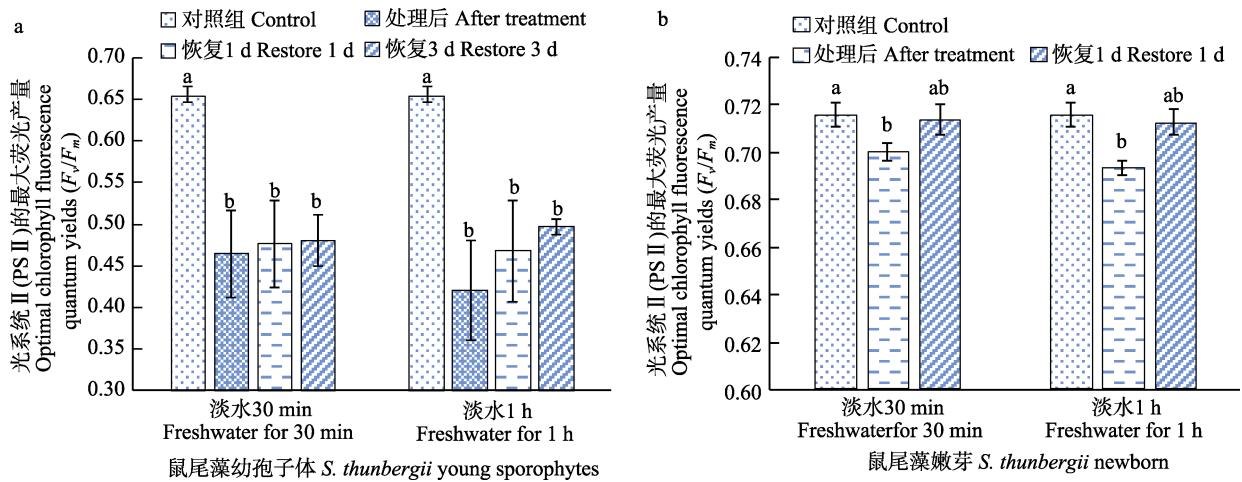 a
对照组 Control
处理后 After treatment
恢复1 d Restore 1 d
恢复3 d Restore 3 d
光系统Ⅱ(PSⅡ)的最大荧光产量
Optimal chlorophyll fluorescence
quantum yields (Fv/Fm)
0.70
0.65
0.60
0.55
0.50
0.45
0.40
0.35
0.30
a
b
b
b
a
b
b
b
淡水30 min
Freshwater for 30 min
淡水1 h
Freshwater for 1 h
鼠尾藻幼孢子体 S. thunbergii young sporophytes
b
对照组 Control
处理后 After treatment
恢复1 d Restore 1 d
光系统Ⅱ(PSⅡ)的最大荧光产量
Optimal chlorophyll fluorescence
quantum yields (Fv/Fm)
0.74
0.72
0.70
0.68
0.66
0.64
0.62
0.60
a
b
ab
a
b
ab
淡水30 min
Freshwaterfor 30 min
淡水1 h
Freshwater for 1 h
鼠尾藻嫩芽 S. thunbergii newborn